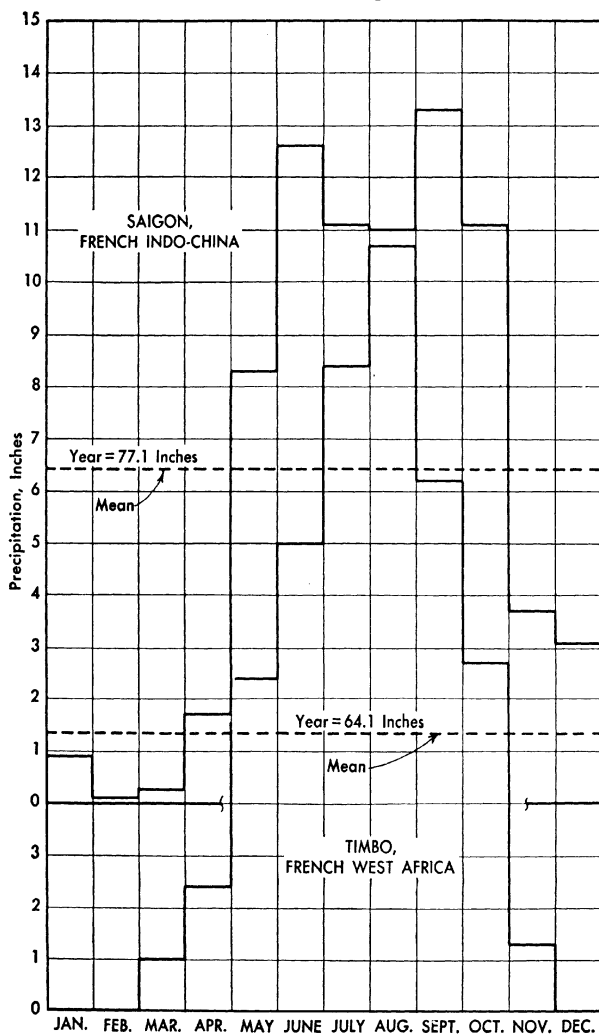 15
14
13
12
11
10
9
8
7
6
5
4
3
2
1
0
3
2
1
0
Precipitation, Inches
SAIGON,
FRENCH INDO-CHINA
Year = 77.1 Inches
Mean
Year = 64.1 Inches
Mean
TIMBO,
FRENCH WEST AFRICA
JAN. FEB. MAR. APR. MAY JUNE JULY AUG. SEPT. OCT. NOV. DEC.